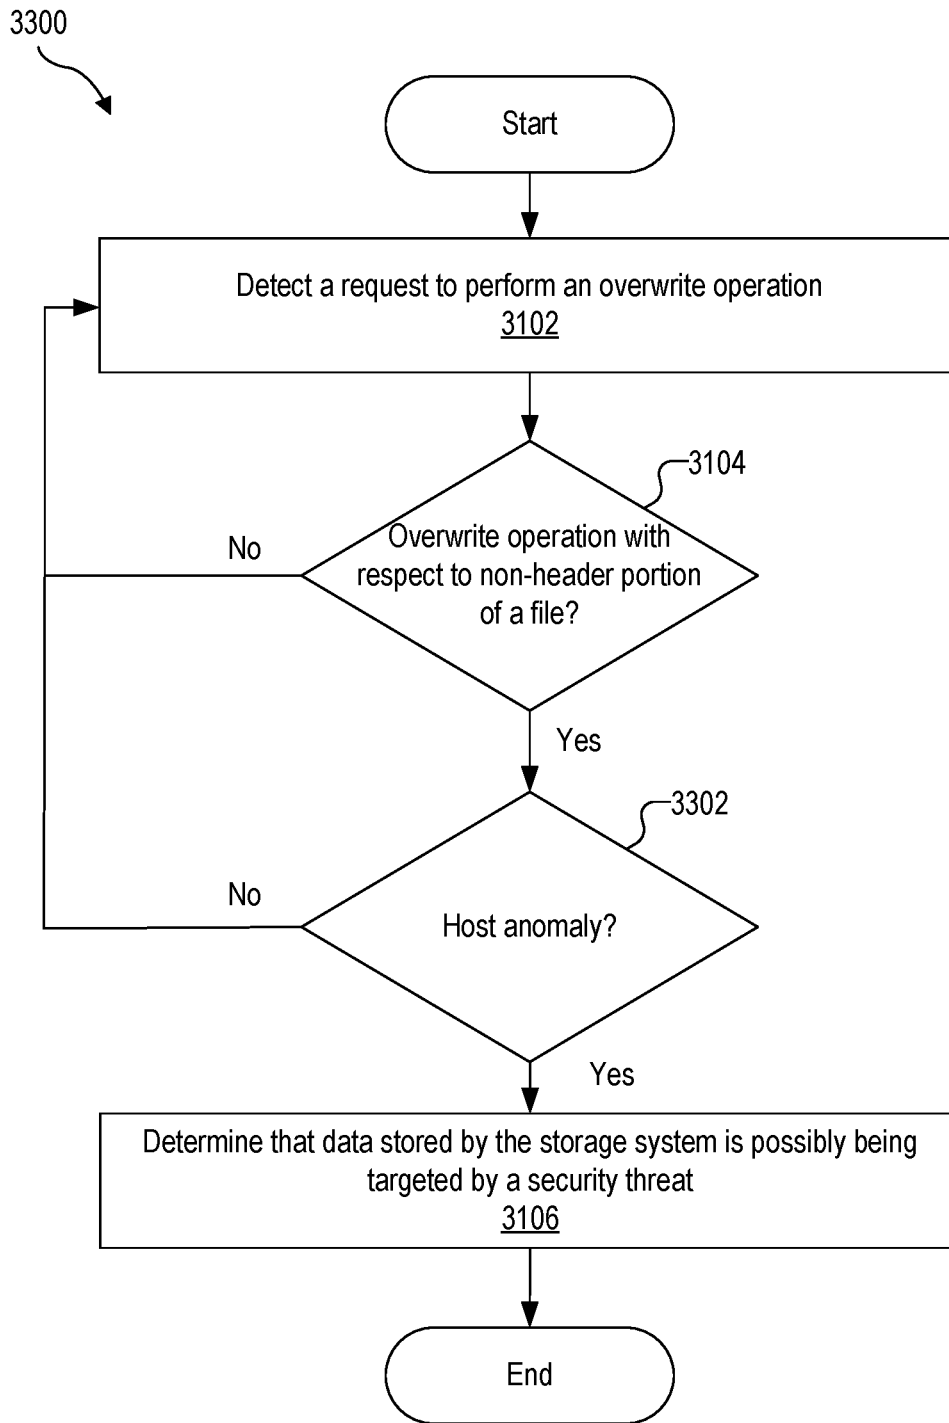 3300
Start
Detect a request to perform an overwrite operation
3102
3104
No
Overwrite operation with
respect to non-header portion
of a file?
Yes
3302
No
Host anomaly?
Yes
Determine that data stored by the storage system is possibly being
targeted by a security threat
3106
End